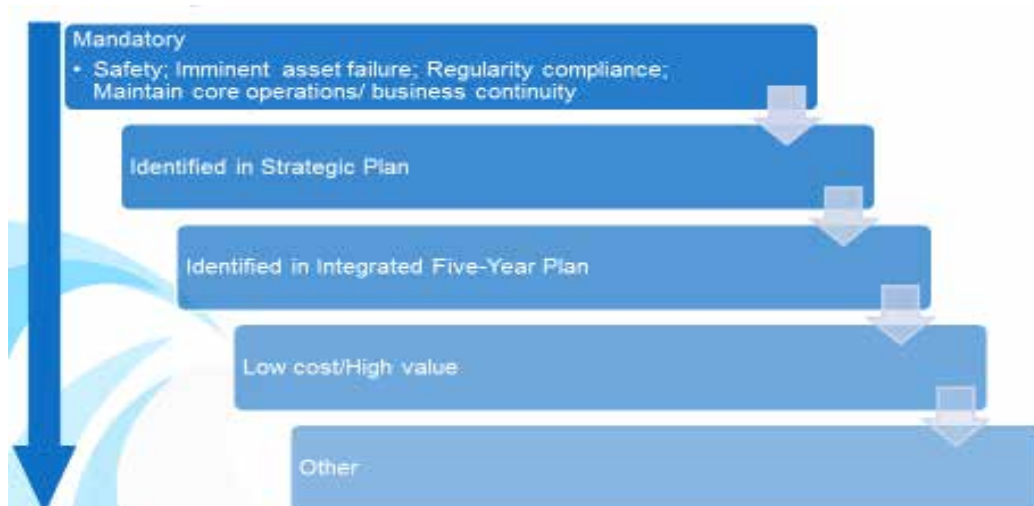 Mandatory
• Safety; Imminent asset failure; Regularity compliance;
Maintain core operations/ business continuity
Identified in Strategic Plan
Identified in Integrated Five-Year Plan
Low cost/High value
Other